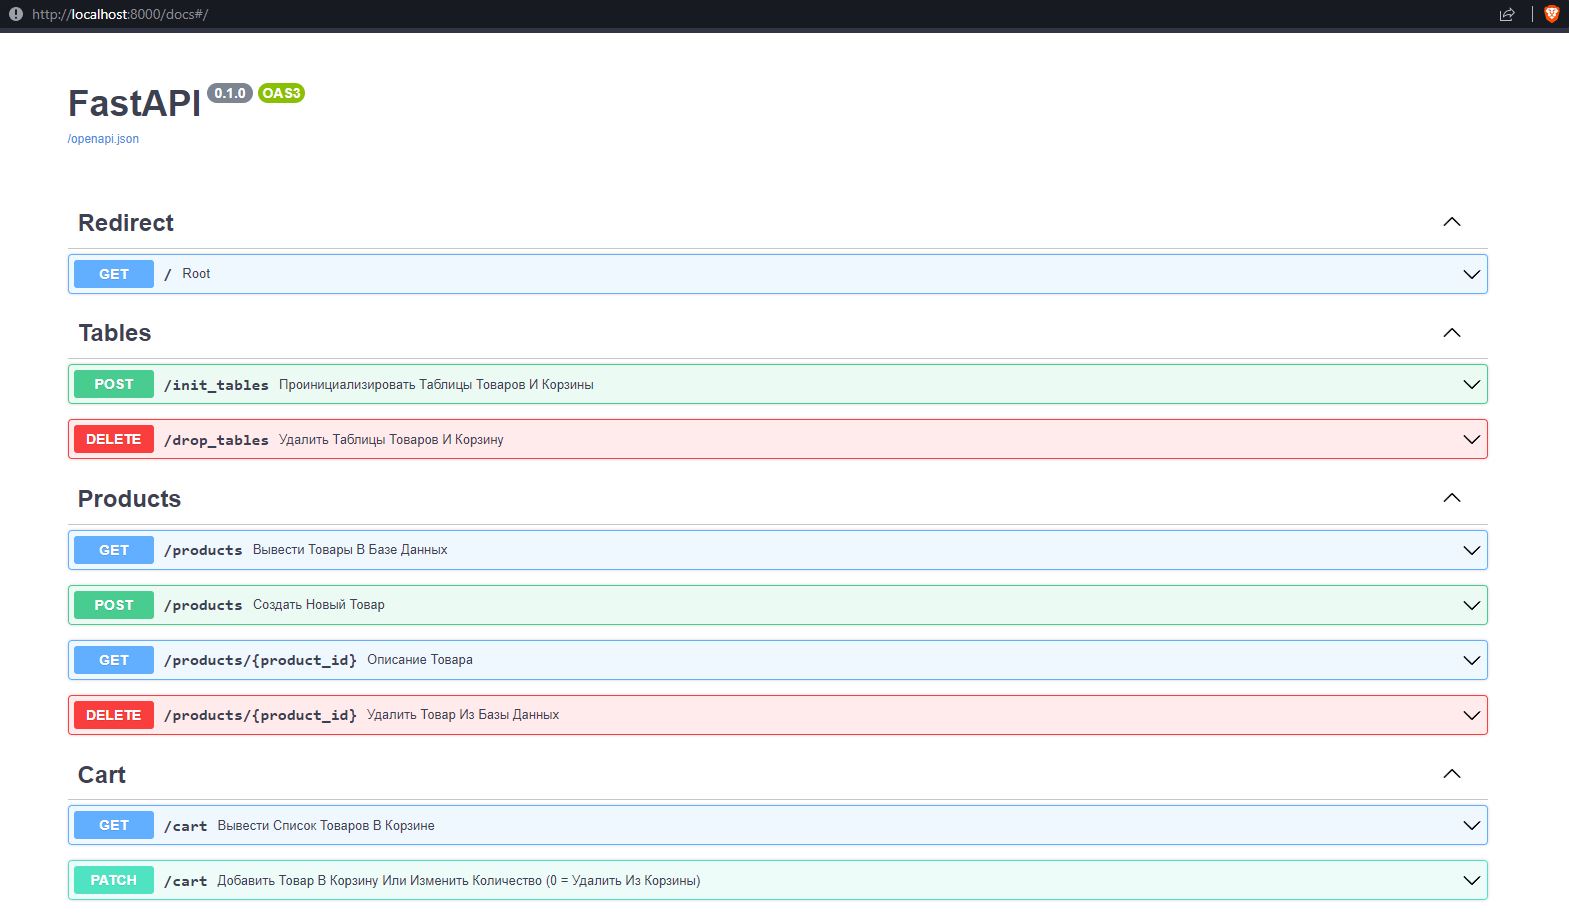 http://localhost:8000/docs#/
FastAPI 0.1.0 OAS3
/openapi.json
Redirect
GET / Root
Tables
POST /init_tables Проинициализировать Таблицы Товаров И Корзины
DELETE /drop_tables Удалить Таблицы Товаров И Корзину
Products
GET /products Вывести Товары В Базе Данных
POST /products Создать Новый Товар
GET /products/{product_id} Описание Товара
DELETE /products/{product_id} Удалить Товар Из Базы Данных
Cart
GET /cart Вывести Список Товаров В Корзине
PATCH /cart Добавить Товар В Корзину Или Изменить Количество (0 = Удалить Из Корзины)